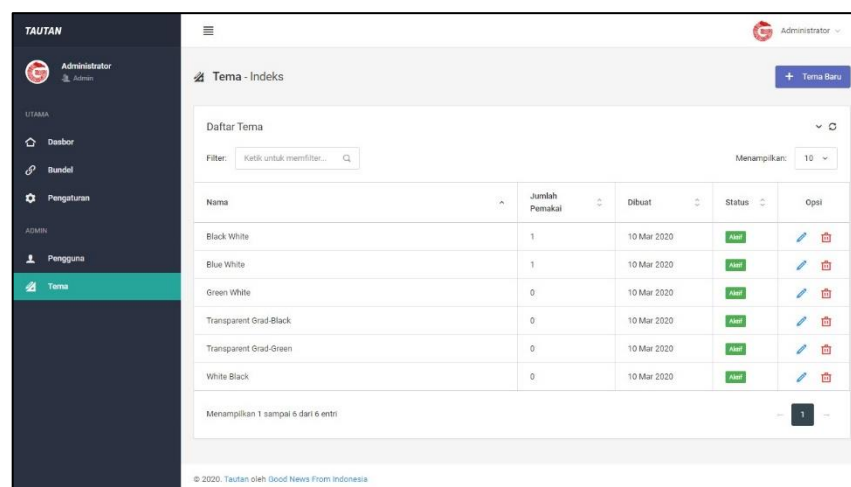 TAUTAN
Administrator
Administrator
Admin
Tema - Indeks
+ Tema Baru
UTAMA
Dasbor
Bundel
Pengaturan
ADMIN
Pengguna
Tema
Daftar Tema
Filter: Ketik untuk memfilter...
Menampilkan: 10
Nama Jumlah Pemakai Dibuat Status Opsi
Black White 1 10 Mar 2020 Aktif
Blue White 1 10 Mar 2020 Aktif
Green White 0 10 Mar 2020 Aktif
Transparent Grad-Black 0 10 Mar 2020 Aktif
Transparent Grad-Green 0 10 Mar 2020 Aktif
White Black 0 10 Mar 2020 Aktif
Menampilkan 1 sampai 6 dari 6 entri
← 1 →
© 2020. Tautan oleh Good News From Indonesia